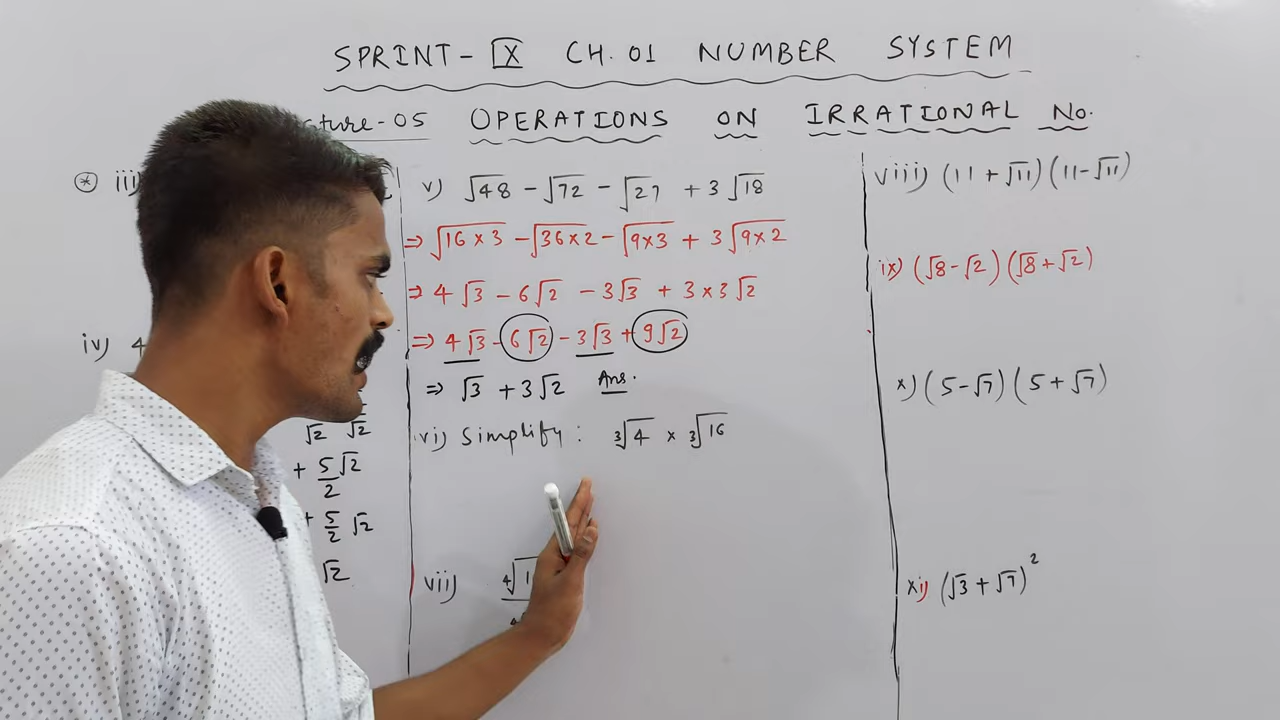 SPRINT-IX CH. 01 NUMBER SYSTEM
-05 OPERATIONS ON IRRATIONAL No.
iii)
iv) 4
√2 √2
+ 5/2 √2
+ 5/2 √2
√2
v) √48 - √72 - √27 + 3√18
⇒ √16×3 - √36×2 - √9×3 + 3√9×2
⇒ 4√3 - 6√2 - 3√3 + 3×3√2
⇒ 4√3 - 6√2 - 3√3 + 9√2
⇒ √3 + 3√2 Ans.
vi) Simplify: ³√4 × ³√16
vii)
viii) (11 + √11)(11-√11)
ix) (√8-√2)(√8+√2)
x) (5-√7)(5+√7)
xi) (√3+√7)²